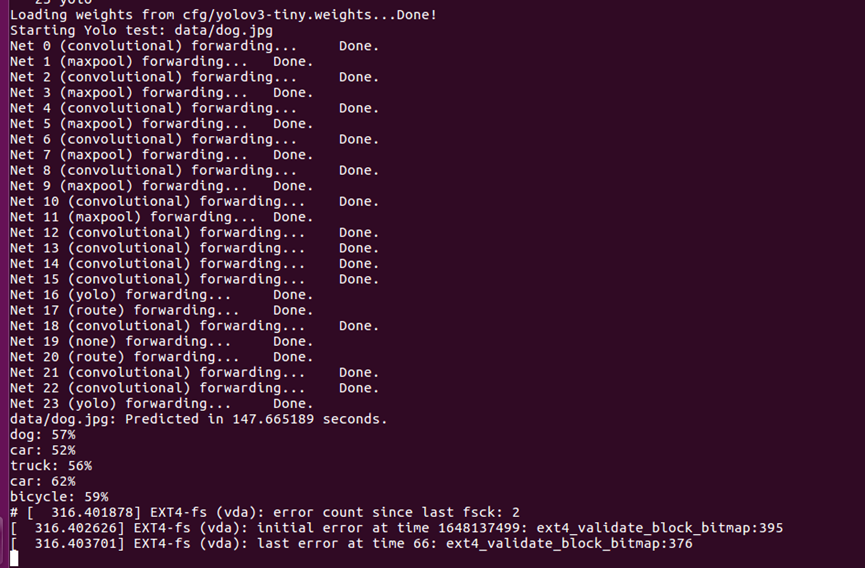 25 yolo
Loading weights from cfg/yolov3-tiny.weights...Done!
Starting Yolo test: data/dog.jpg
Net 0 (convolutional) forwarding...     Done.
Net 1 (maxpool) forwarding...   Done.
Net 2 (convolutional) forwarding...     Done.
Net 3 (maxpool) forwarding...   Done.
Net 4 (convolutional) forwarding...     Done.
Net 5 (maxpool) forwarding...   Done.
Net 6 (convolutional) forwarding...     Done.
Net 7 (maxpool) forwarding...   Done.
Net 8 (convolutional) forwarding...     Done.
Net 9 (maxpool) forwarding...   Done.
Net 10 (convolutional) forwarding...    Done.
Net 11 (maxpool) forwarding...  Done.
Net 12 (convolutional) forwarding...    Done.
Net 13 (convolutional) forwarding...    Done.
Net 14 (convolutional) forwarding...    Done.
Net 15 (convolutional) forwarding...    Done.
Net 16 (yolo) forwarding...     Done.
Net 17 (route) forwarding...    Done.
Net 18 (convolutional) forwarding...    Done.
Net 19 (none) forwarding...     Done.
Net 20 (route) forwarding...    Done.
Net 21 (convolutional) forwarding...    Done.
Net 22 (convolutional) forwarding...    Done.
Net 23 (yolo) forwarding...     Done.
data/dog.jpg: Predicted in 147.665189 seconds.
dog: 57%
car: 52%
truck: 56%
car: 62%
bicycle: 59%
# [  316.401878] EXT4-fs (vda): error count since last fsck: 2
[  316.402626] EXT4-fs (vda): initial error at time 1648137499: ext4_validate_block_bitmap:395
[  316.403701] EXT4-fs (vda): last error at time 66: ext4_validate_block_bitmap:376